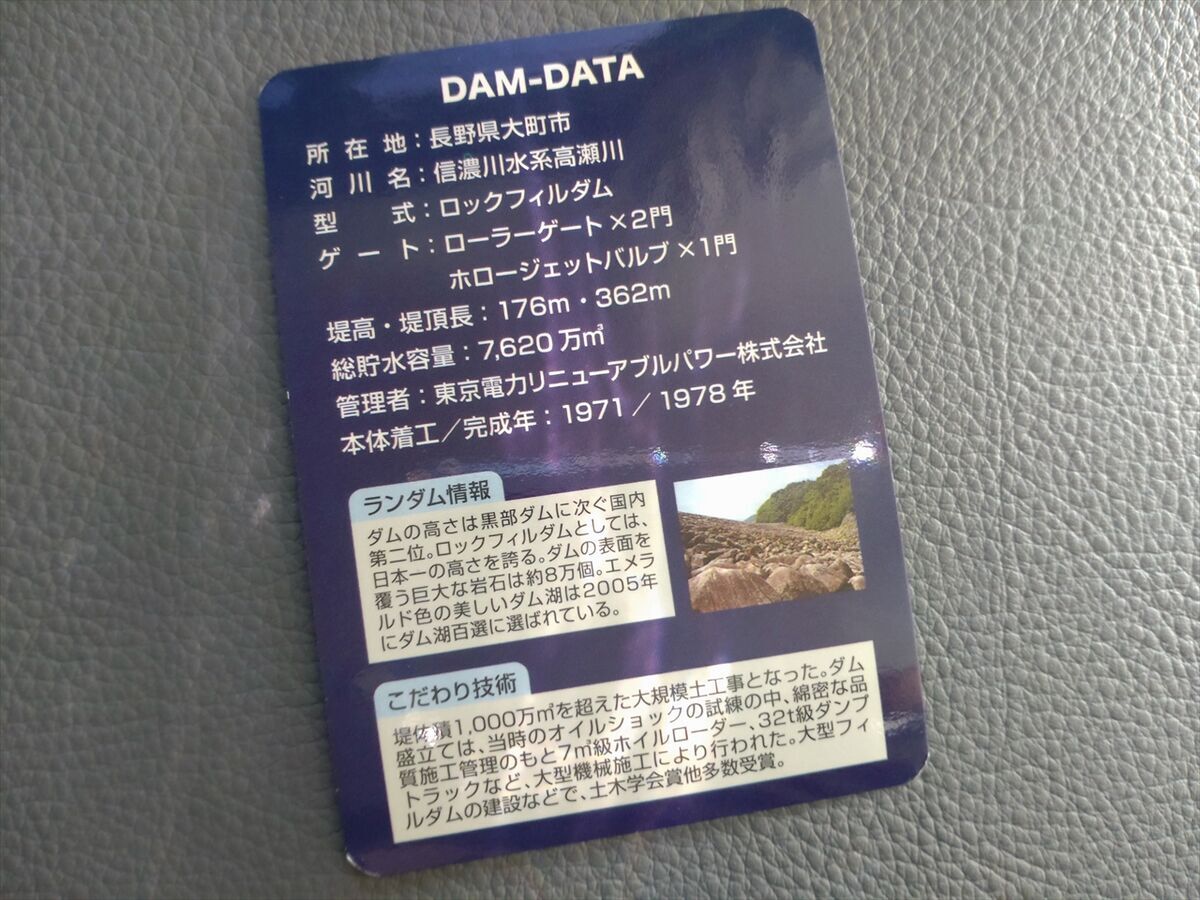 DAM-DATA
所在地：長野県大町市
河川名：信濃川水系高瀬川
型式：ロックフィルダム
ゲート：ローラーゲート×2門
ホロージェットバルブ×1門
堤高・堤頂長：176m・362m
総貯水容量：7,620万㎥
管理者：東京電力リニューアブルパワー株式会社
本体着工／完成年：1971／1978年
ランダム情報
ダムの高さは黒部ダムに次ぐ国内
第二位。ロックフィルダムとしては、
日本一の高さを誇る。ダムの表面を
覆う巨大な岩石は約8万個。エメラ
ルド色の美しいダム湖は2005年
にダム湖百選に選ばれている。
こだわり技術
堤体積1,000万㎥を超えた大規模土工事となった。ダム
盛立ては、当時のオイルショックの試練の中、綿密な品
質施工管理のもと7㎥級ホイルローダー、32t級ダンプ
トラックなど、大型機械施工により行われた。大型フィ
ルダムの建設などで、土木学会賞他多数受賞。